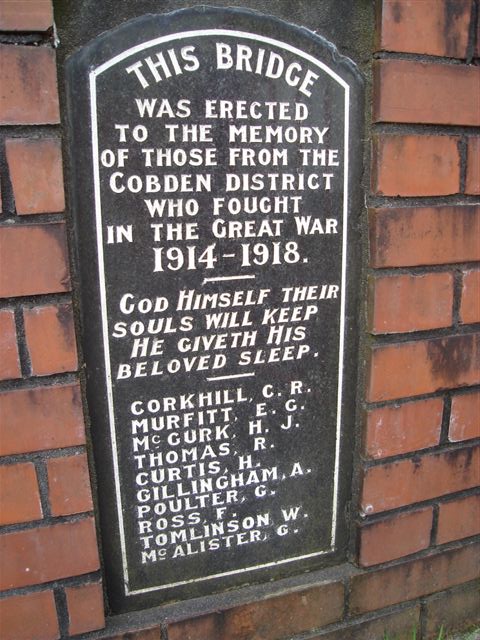 THIS BRIDGE
WAS ERECTED
TO THE MEMORY
OF THOSE FROM THE
COBDEN DISTRICT
WHO FOUGHT
IN THE GREAT WAR
1914-1918.
GOD HIMSELF THEIR
SOULS WILL KEEP
HE GIVETH HIS
BELOVED SLEEP.
CORKHILL, C. R.
MURFITT, E. G.
McGURK, H. J.
THOMAS, R.
CURTIS, H.
GILLINGHAM, A.
POULTER, G.
ROSS, F.
TOMLINSON W.
McALISTER, G.